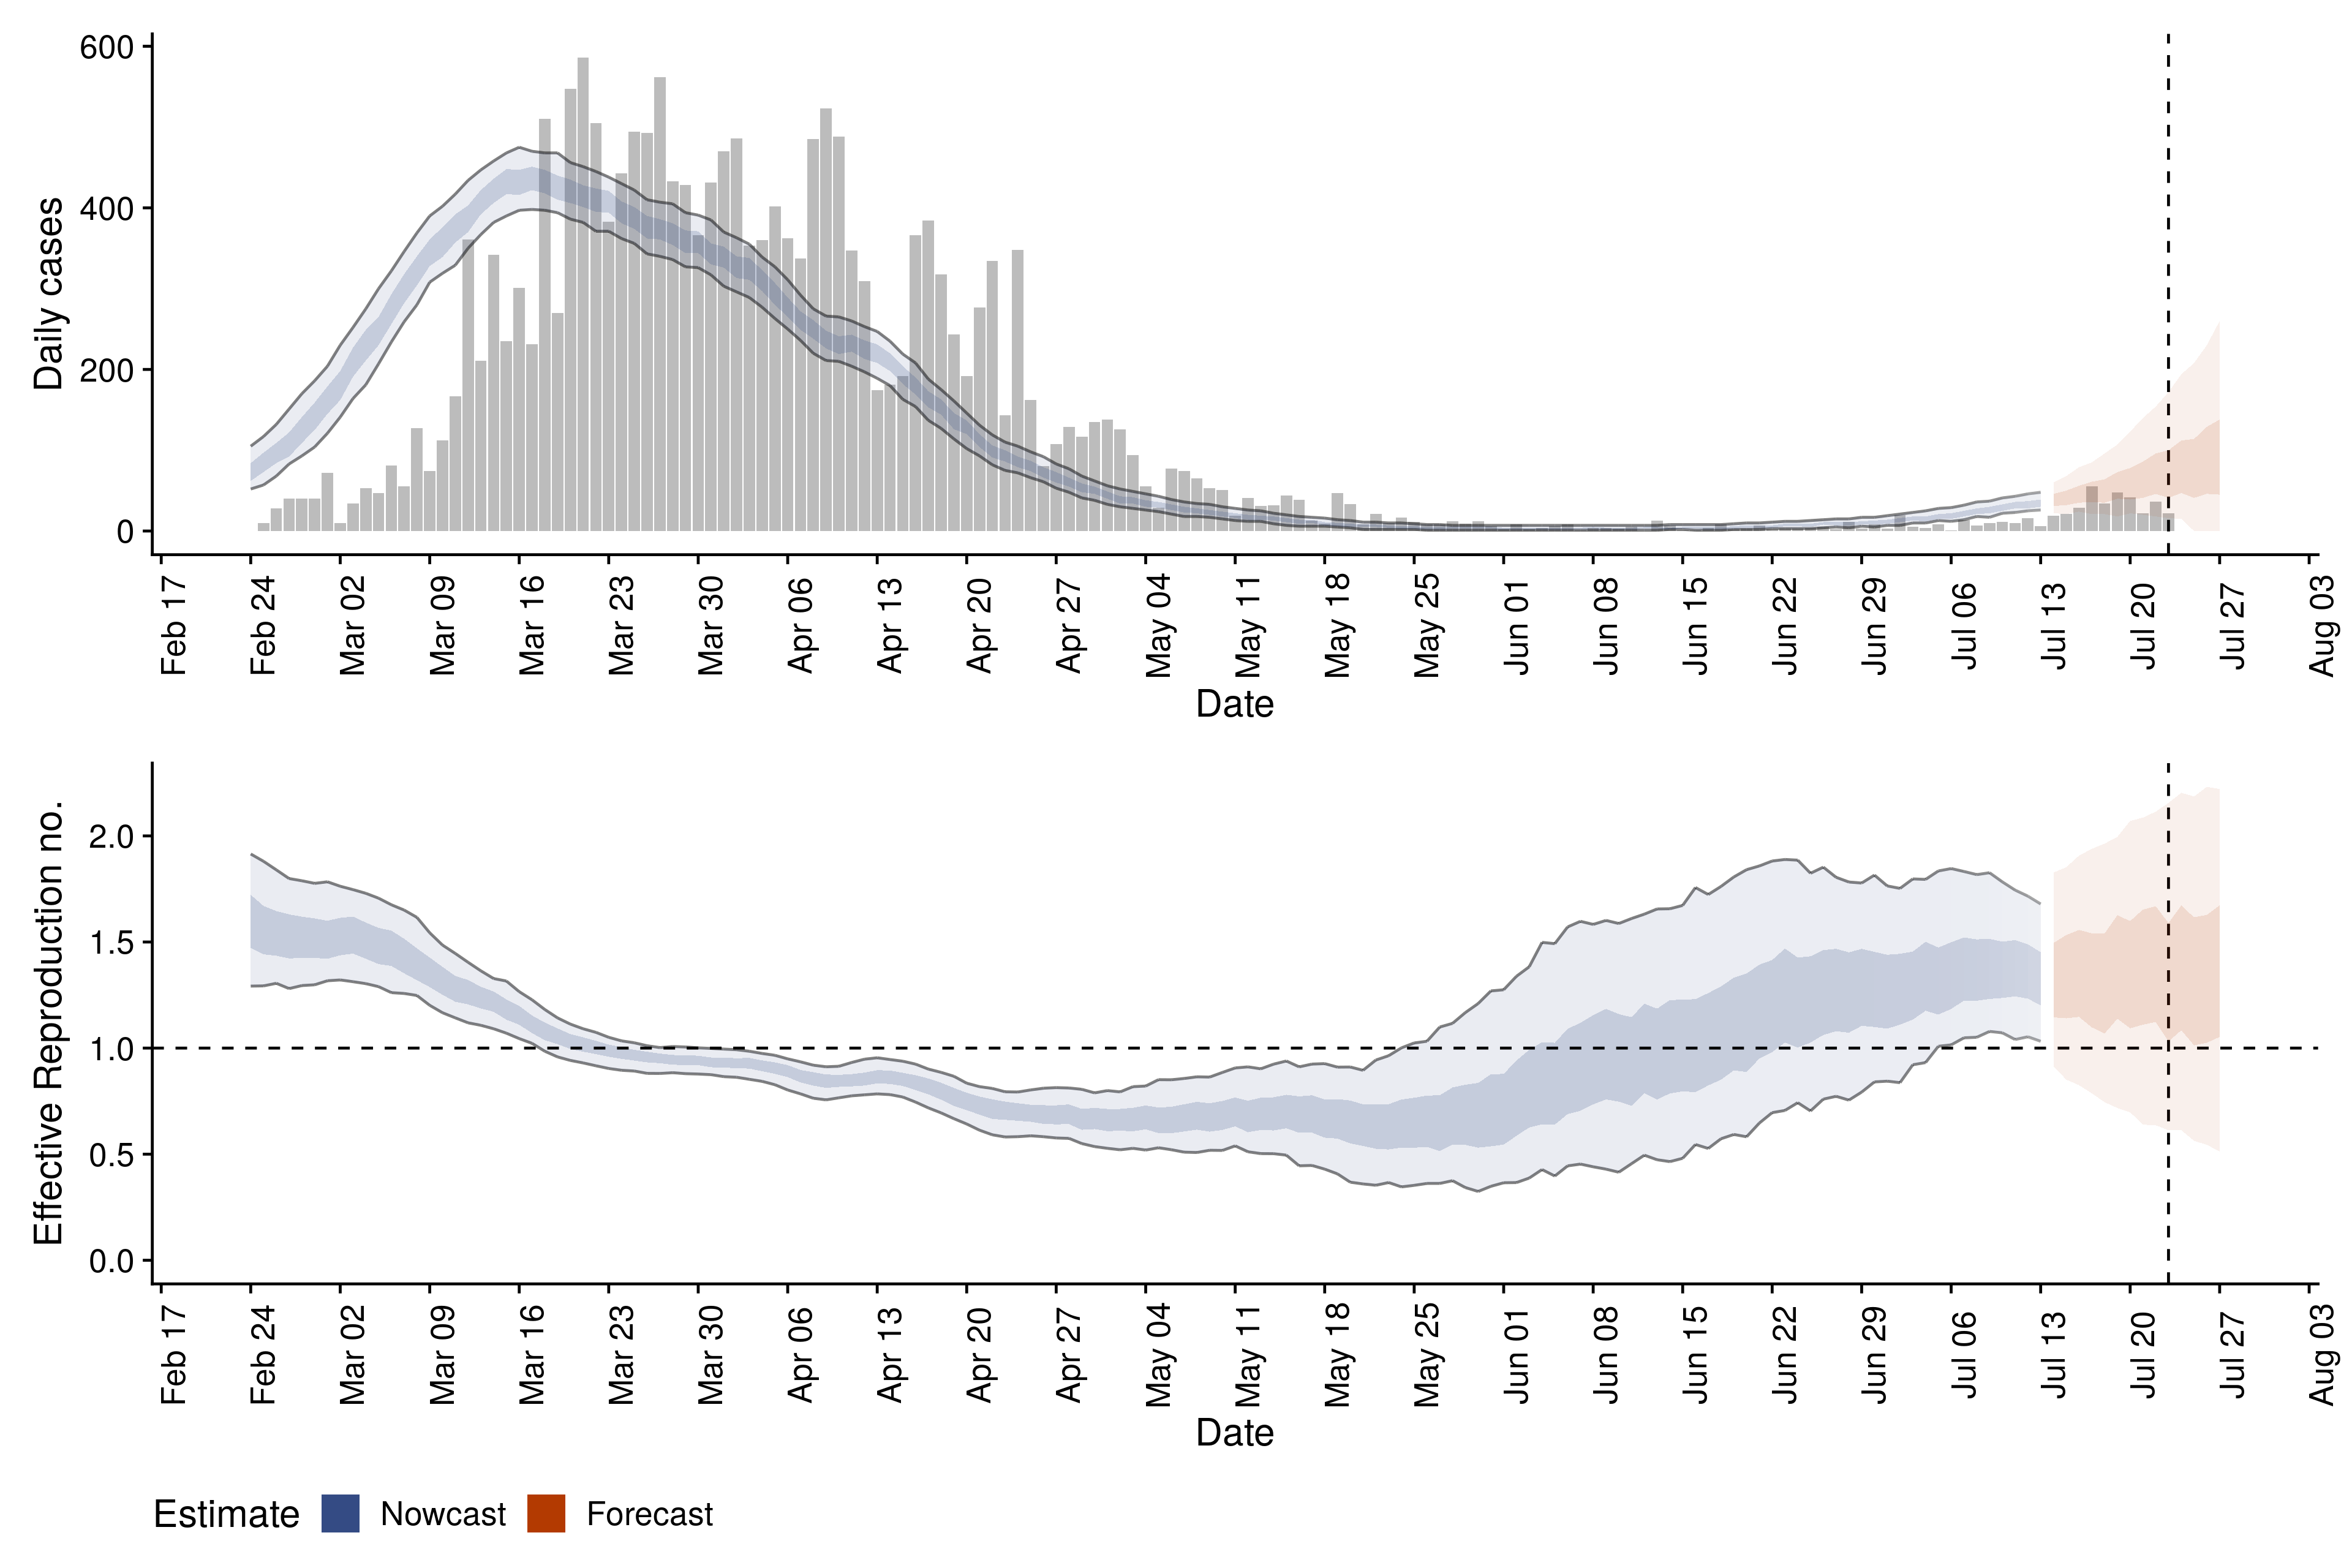 600
400
200
0
Daily cases
Feb 17
Feb 24
Mar 02
Mar 09
Mar 16
Mar 23
Mar 30
Apr 06
Apr 13
Apr 20
Apr 27
May 04
May 11
May 18
May 25
Jun 01
Jun 08
Jun 15
Jun 22
Jun 29
Jul 06
Jul 13
Jul 20
Jul 27
Aug 03
Date
2.0
1.5
1.0
0.5
0.0
Effective Reproduction no.
Feb 17
Feb 24
Mar 02
Mar 09
Mar 16
Mar 23
Mar 30
Apr 06
Apr 13
Apr 20
Apr 27
May 04
May 11
May 18
May 25
Jun 01
Jun 08
Jun 15
Jun 22
Jun 29
Jul 06
Jul 13
Jul 20
Jul 27
Aug 03
Date
Estimate Nowcast Forecast